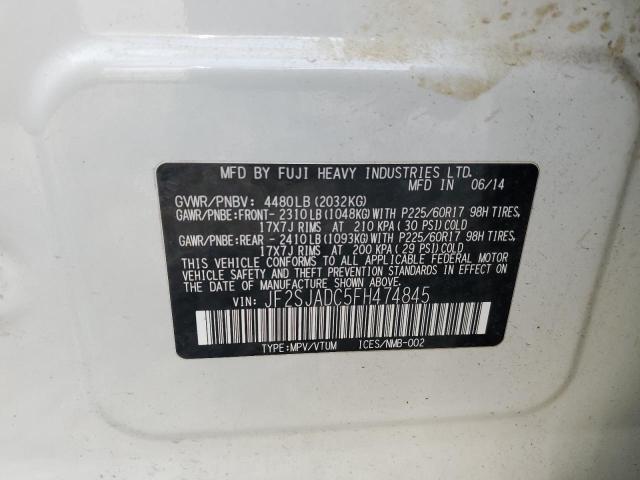 MFD BY FUJI HEAVY INDUSTRIES LTD.
MFD IN 06/14
GVWR/PNBV: 4480LB(2032KG)
GAWR/PNBE:FRONT- 2310LB(1048KG)WITH P225/60R17 98H TIRES,
17X7J RIMS AT 210 KPA (30 PSI)COLD
GAWR/PNBE:REAR - 2410LB(1093KG)WITH P225/60R17 98H TIRES,
17X7J RIMS AT 200 KPA (29 PSI)COLD
THIS VEHICLE CONFORMS TO ALL APPLICABLE FEDERAL MOTOR
VEHICLE SAFETY AND THEFT PREVENTION STANDARDS IN EFFECT ON
THE DATE OF MANUFACTURE SHOWN ABOVE.
VIN: JF2SJADC5FH474845
TYPE:MPV/VTUM ICES/NMB-002